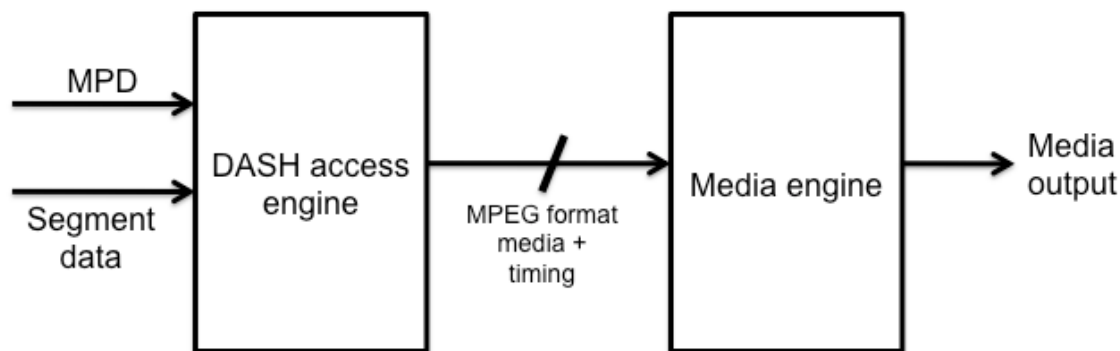 MPD
Segment
data
DASH access
engine
MPEG format
media +
timing
Media engine
Media
output